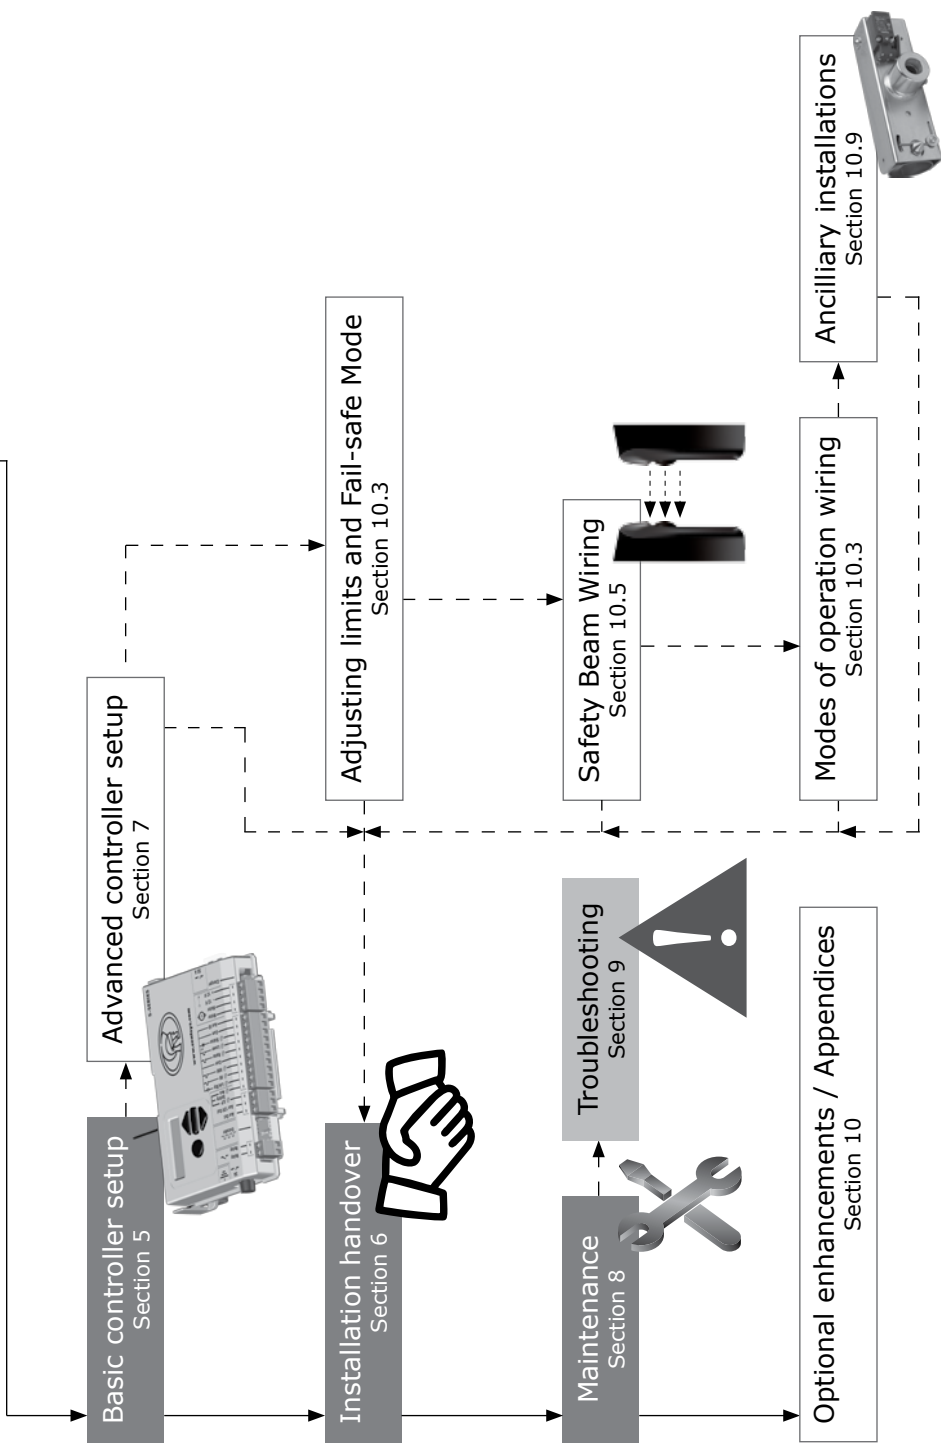 Basic controller setup
Section 5
Advanced controller setup
Section 7
Installation handover
Section 6
Adjusting limits and Fail-safe Mode
Section 10.3
Maintenance
Section 8
Troubleshooting
Section 9
Safety Beam Wiring
Section 10.5
Optional enhancements / Appendices
Section 10
Modes of operation wiring
Section 10.3
Ancilliary installations
Section 10.9